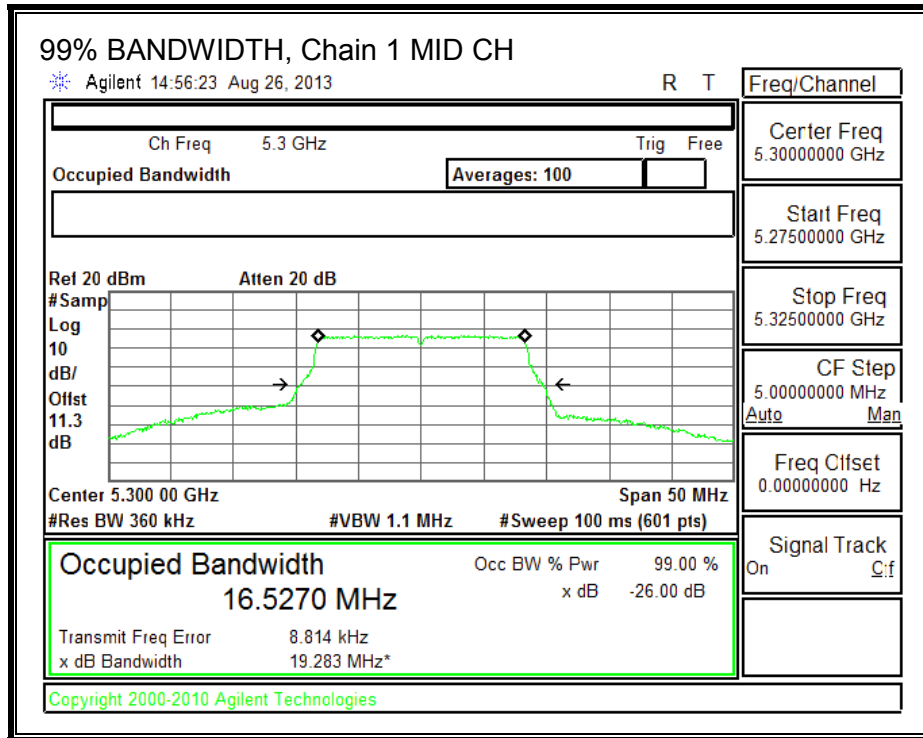 99% BANDWIDTH, Chain 1 MID CH
Agilent 14:56:23 Aug 26, 2013 R T
Freq/Channel
Ch Freq 5.3 GHz Trig Free
Occupied Bandwidth Averages: 100
Center Freq
5.30000000 GHz
Start Freq
5.27500000 GHz
Stop Freq
5.32500000 GHz
CF Step
5.00000000 MHz
Auto Man
Freq Offset
0.00000000 Hz
Signal Track
On Off
Ref 20 dBm Atten 20 dB
#Samp
Log
10
dB/
Offst
11.3
dB
Center 5.300 00 GHz Span 50 MHz
#Res BW 360 kHz #VBW 1.1 MHz #Sweep 100 ms (601 pts)
Occupied Bandwidth Occ BW % Pwr 99.00 %
16.5270 MHz x dB -26.00 dB
Transmit Freq Error 8.814 kHz
x dB Bandwidth 19.283 MHz*
Copyright 2000-2010 Agilent Technologies